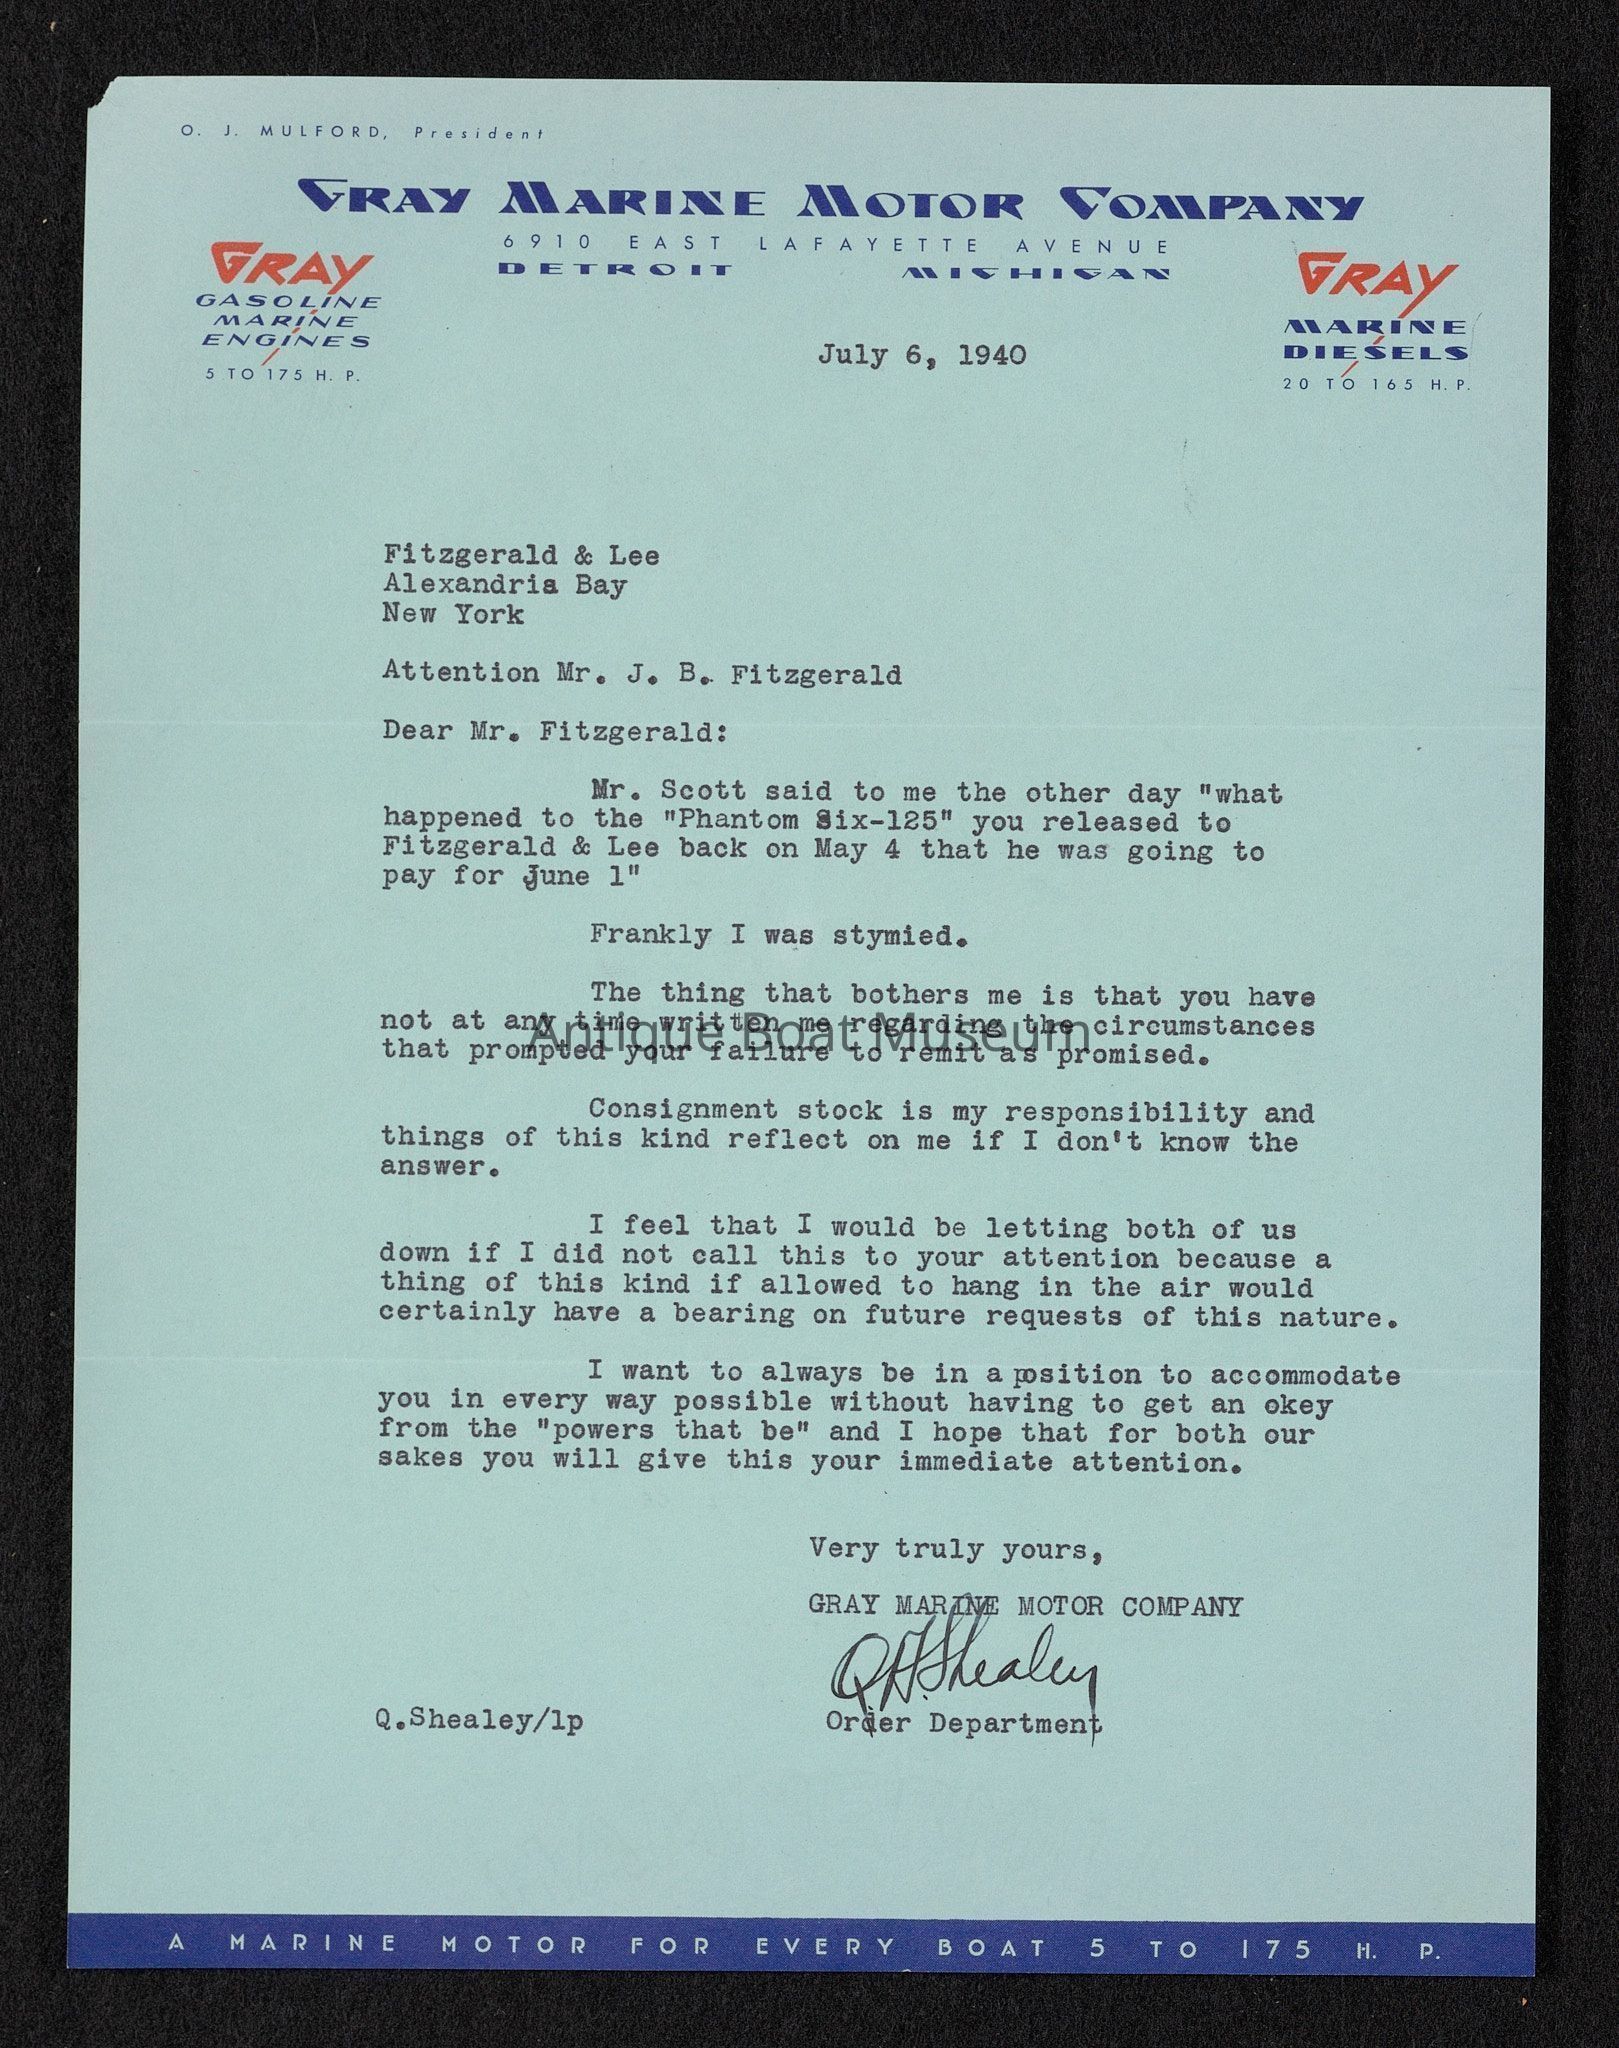 O. J. MULFORD, President
GRAY MARINE MOTOR COMPANY
6910 EAST LAFAYETTE AVENUE
DETROIT MICHIGAN
GRAY
GASOLINE
MARINE
ENGINES
5 TO 175 H. P.
GRAY
MARINE
DIESELS
20 TO 165 H. P.
July 6, 1940
Fitzgerald & Lee
Alexandria Bay
New York
Attention Mr. J. B. Fitzgerald
Dear Mr. Fitzgerald:
Mr. Scott said to me the other day "what
happened to the "Phantom Six-125" you released to
Fitzgerald & Lee back on May 4 that he was going to
pay for June 1"
Frankly I was stymied.
The thing that bothers me is that you have
not at any time written me regarding the circumstances
that prompted your failure to remit as promised.
Antique Boat Museum
Consignment stock is my responsibility and
things of this kind reflect on me if I don't know the
answer.
I feel that I would be letting both of us
down if I did not call this to your attention because a
thing of this kind if allowed to hang in the air would
certainly have a bearing on future requests of this nature.
I want to always be in a position to accommodate
you in every way possible without having to get an okey
from the "powers that be" and I hope that for both our
sakes you will give this your immediate attention.
Very truly yours,
GRAY MARINE MOTOR COMPANY
Q. H. Shealey
Q.Shealey/lp
Order Department
A MARINE MOTOR FOR EVERY BOAT 5 TO 175 H. P.